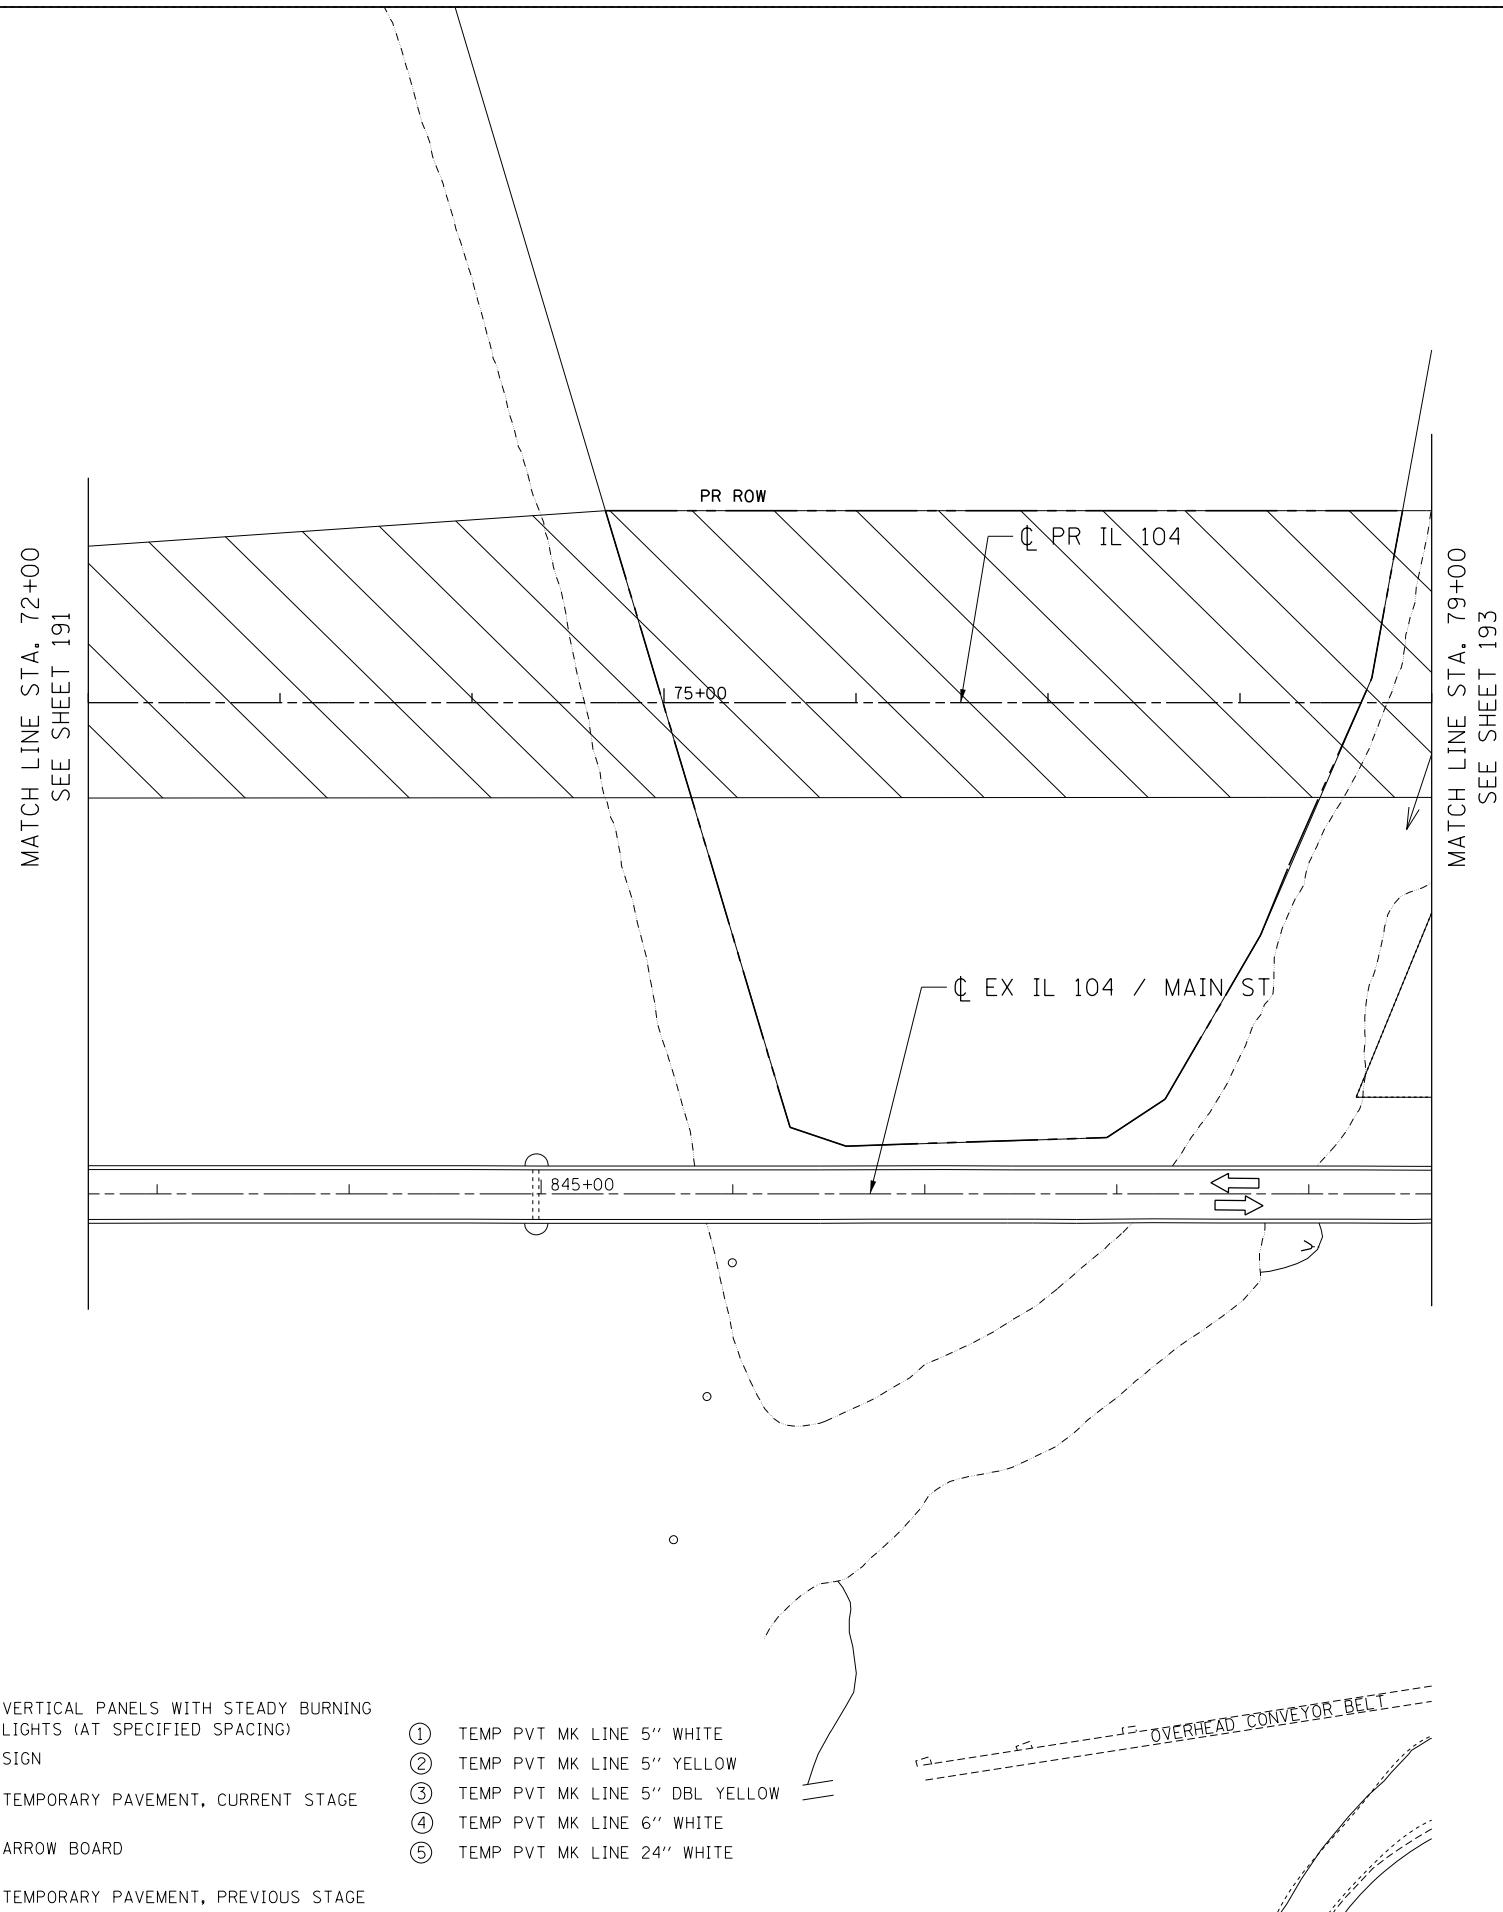 PR ROW
℄ PR IL 104
MATCH LINE STA. 72+00
SEE SHEET 191
75+00
MATCH LINE STA. 79+00
SEE SHEET 193
℄ EX IL 104 / MAIN ST
845+00
VERTICAL PANELS WITH STEADY BURNING
LIGHTS (AT SPECIFIED SPACING)
SIGN
TEMPORARY PAVEMENT, CURRENT STAGE
ARROW BOARD
TEMPORARY PAVEMENT, PREVIOUS STAGE
① TEMP PVT MK LINE 5'' WHITE
② TEMP PVT MK LINE 5'' YELLOW
③ TEMP PVT MK LINE 5'' DBL YELLOW
④ TEMP PVT MK LINE 6'' WHITE
⑤ TEMP PVT MK LINE 24'' WHITE
OVERHEAD CONVEYOR BELT